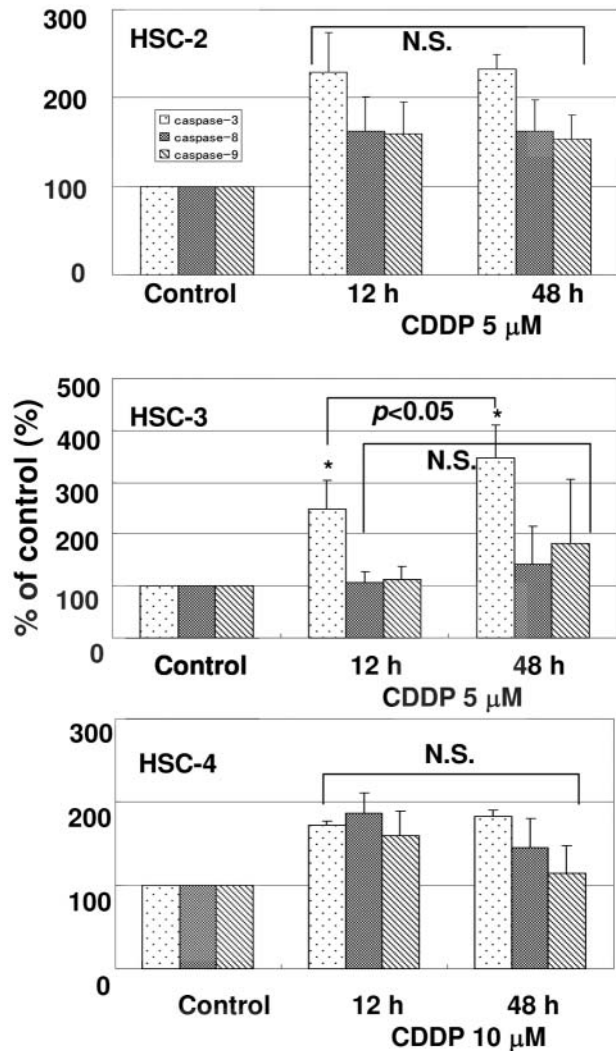 % of control (%)
300
HSC-2
N.S.
200
caspase-3
caspase-8
caspase-9
100
0
Control 12 h 48 h
CDDP 5 μM
500
HSC-3
p<0.05
*
400
N.S.
300
*
200
100
0
Control 12 h 48 h
CDDP 5 μM
300
HSC-4
N.S.
200
100
0
Control 12 h 48 h
CDDP 10 μM